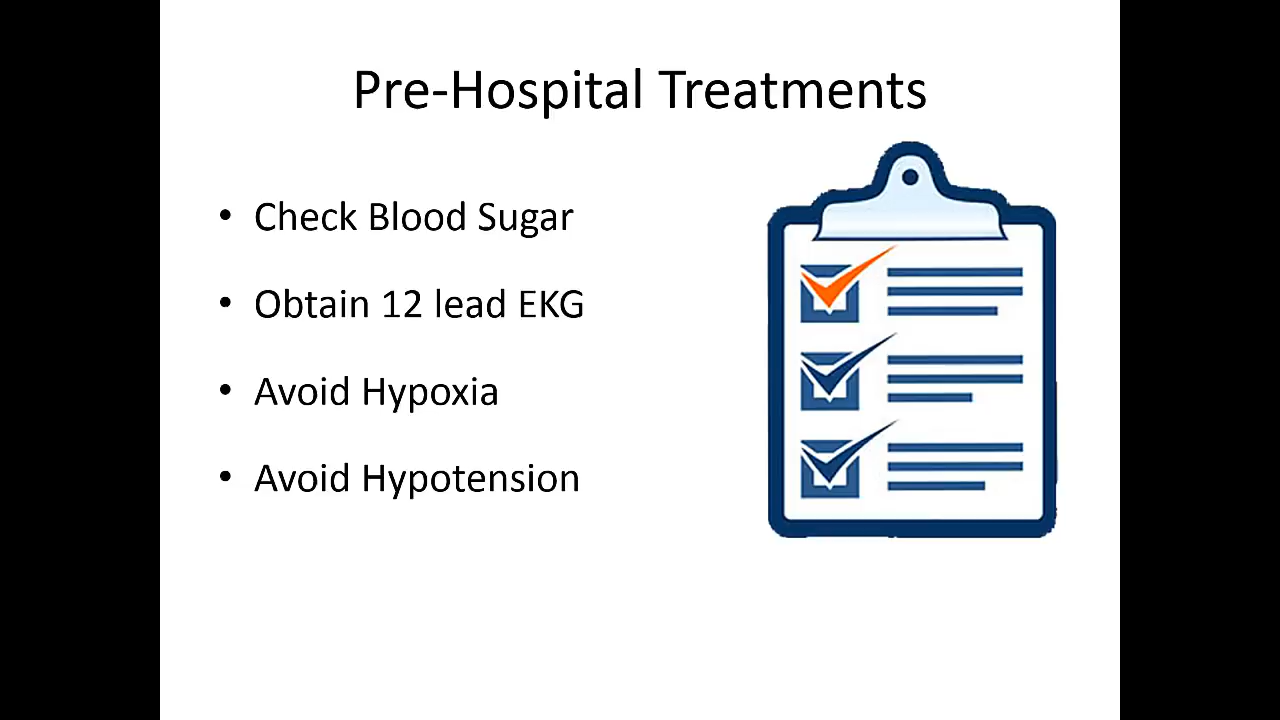 Pre-Hospital Treatments
• Check Blood Sugar
• Obtain 12 lead EKG
• Avoid Hypoxia
• Avoid Hypotension